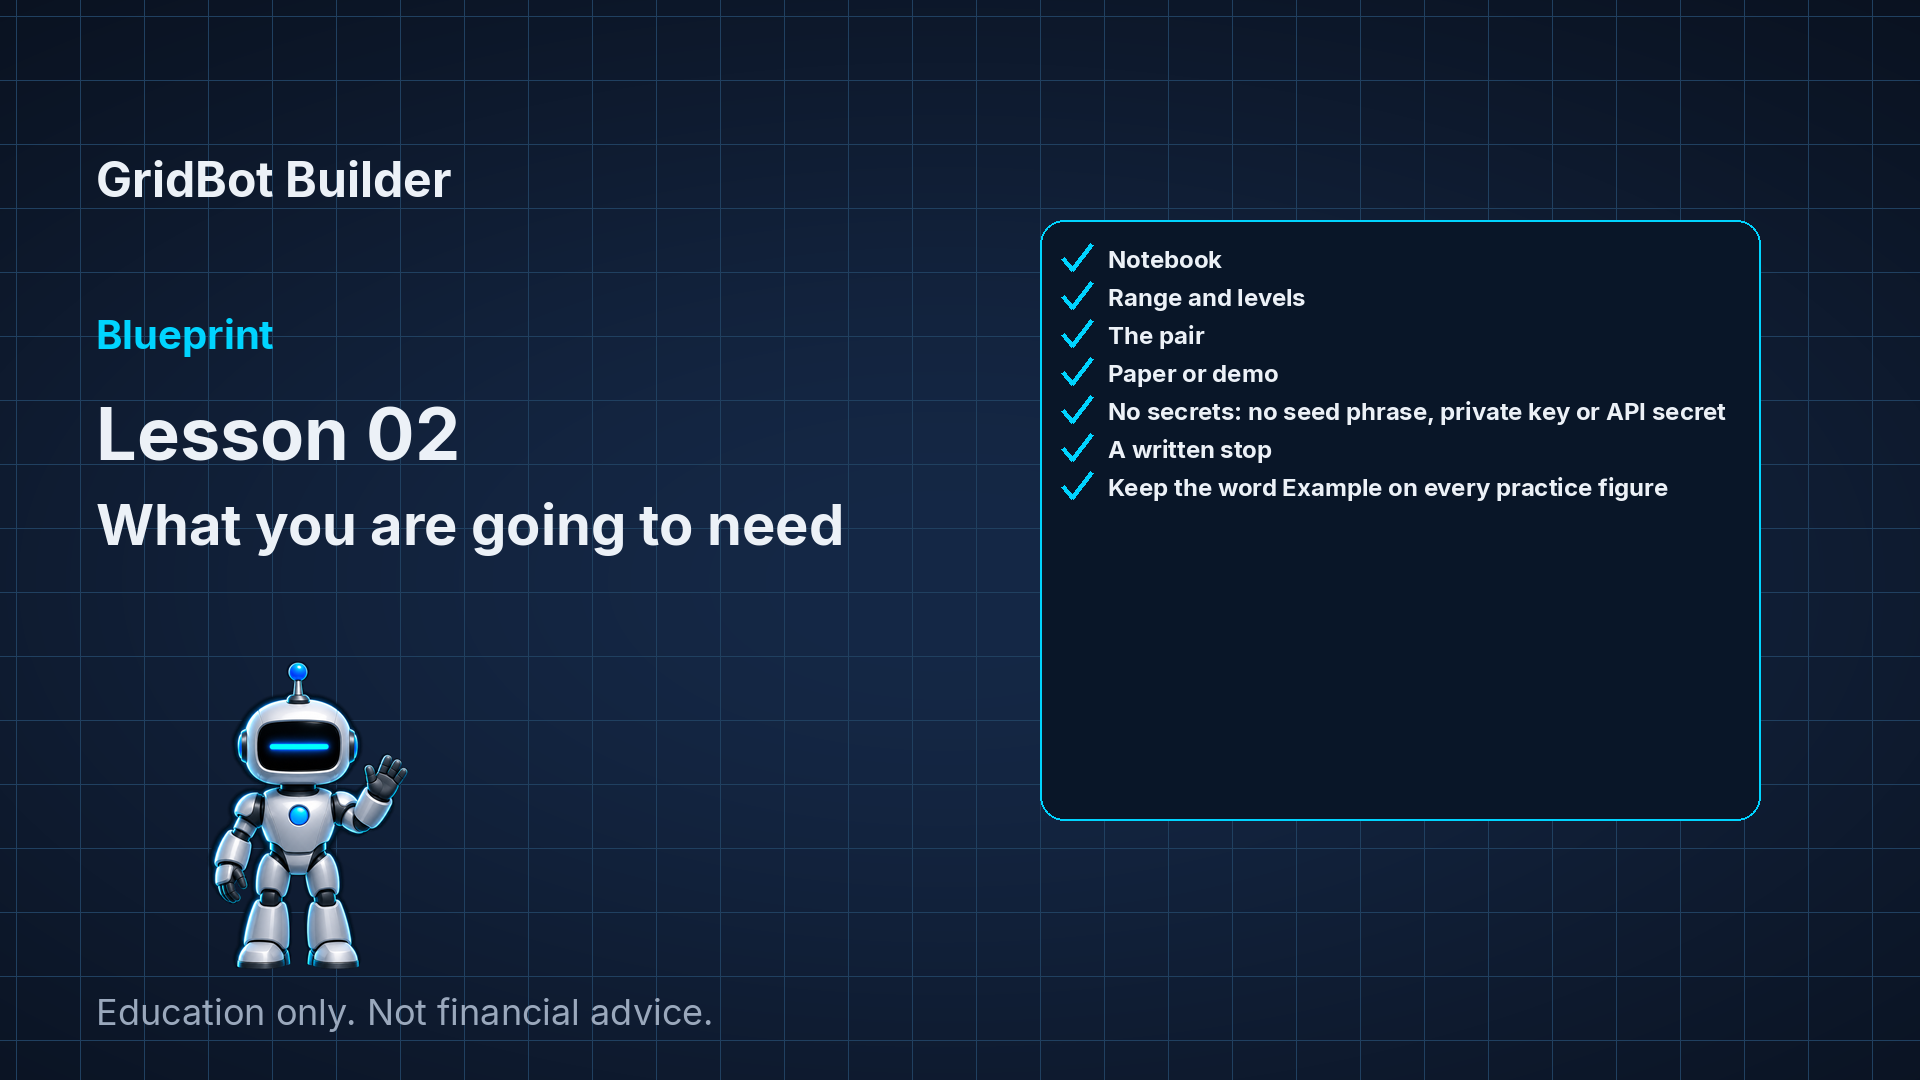 GridBot Builder
Blueprint
Lesson 02
What you are going to need
Notebook
Range and levels
The pair
Paper or demo
No secrets: no seed phrase, private key or API secret
A written stop
Keep the word Example on every practice figure
Education only. Not financial advice.